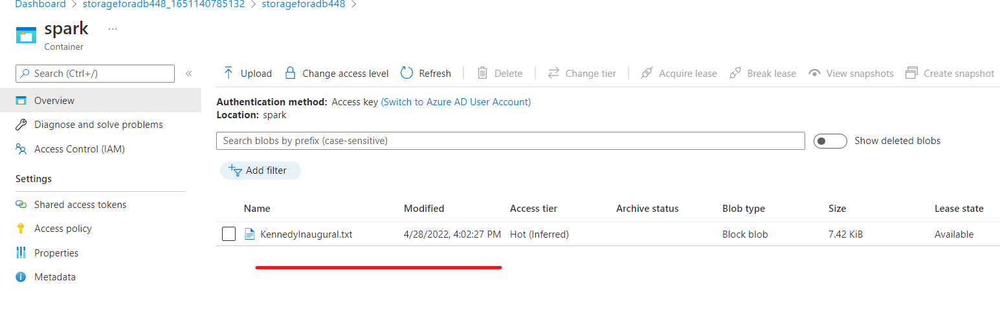 Dashboard > storageforadb448_1651140785132 > storageforadb448 >
spark ...
Container
Search (Ctrl+/) «
Overview
Diagnose and solve problems
Access Control (IAM)
Settings
Shared access tokens
Access policy
Properties
Metadata
Upload Change access level Refresh Delete Change tier Acquire lease Break lease View snapshots Create snapshot
Authentication method: Access key (Switch to Azure AD User Account)
Location: spark
Search blobs by prefix (case-sensitive) Show deleted blobs
Add filter
Name Modified Access tier Archive status Blob type Size Lease state
KennedyInaugural.txt 4/28/2022, 4:02:27 PM Hot (Inferred) Block blob 7.42 KiB Available